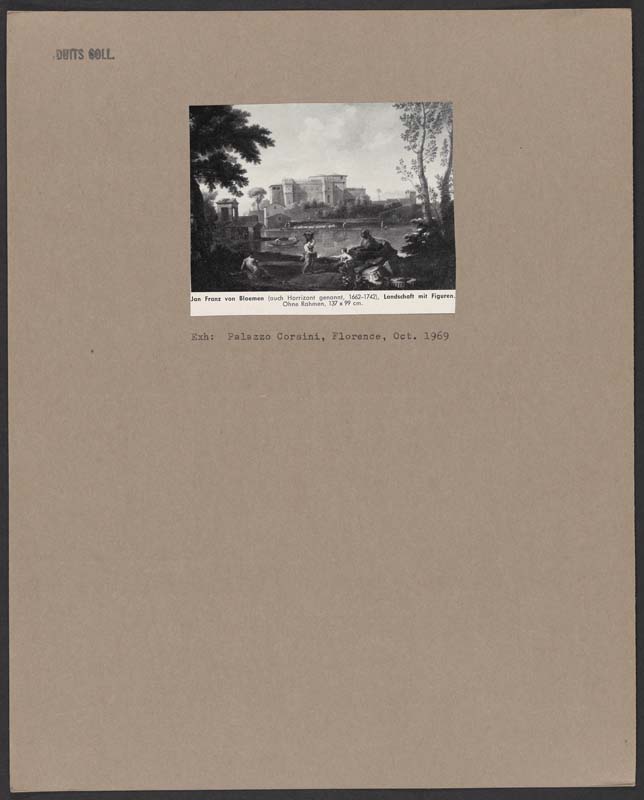 DUITS COLL.
Jan Franz von Bloemen (auch Horrizont genannt, 1662–1742), Landschaft mit Figuren.
Ohne Rahmen, 137 x 99 cm.
Exh: Palazzo Corsini, Florence, Oct. 1969